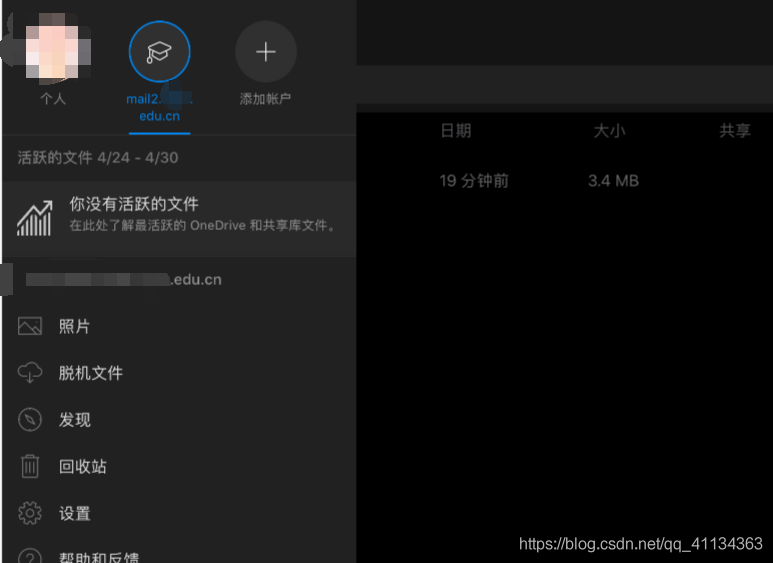 个人
mail2.
edu.cn
添加帐户
活跃的文件 4/24 - 4/30
你没有活跃的文件
在此处了解最活跃的 OneDrive 和共享库文件。
.edu.cn
照片
脱机文件
发现
回收站
设置
帮助和反馈
日期 大小 共享
19 分钟前 3.4 MB
https://blog.csdn.net/qq_41134363